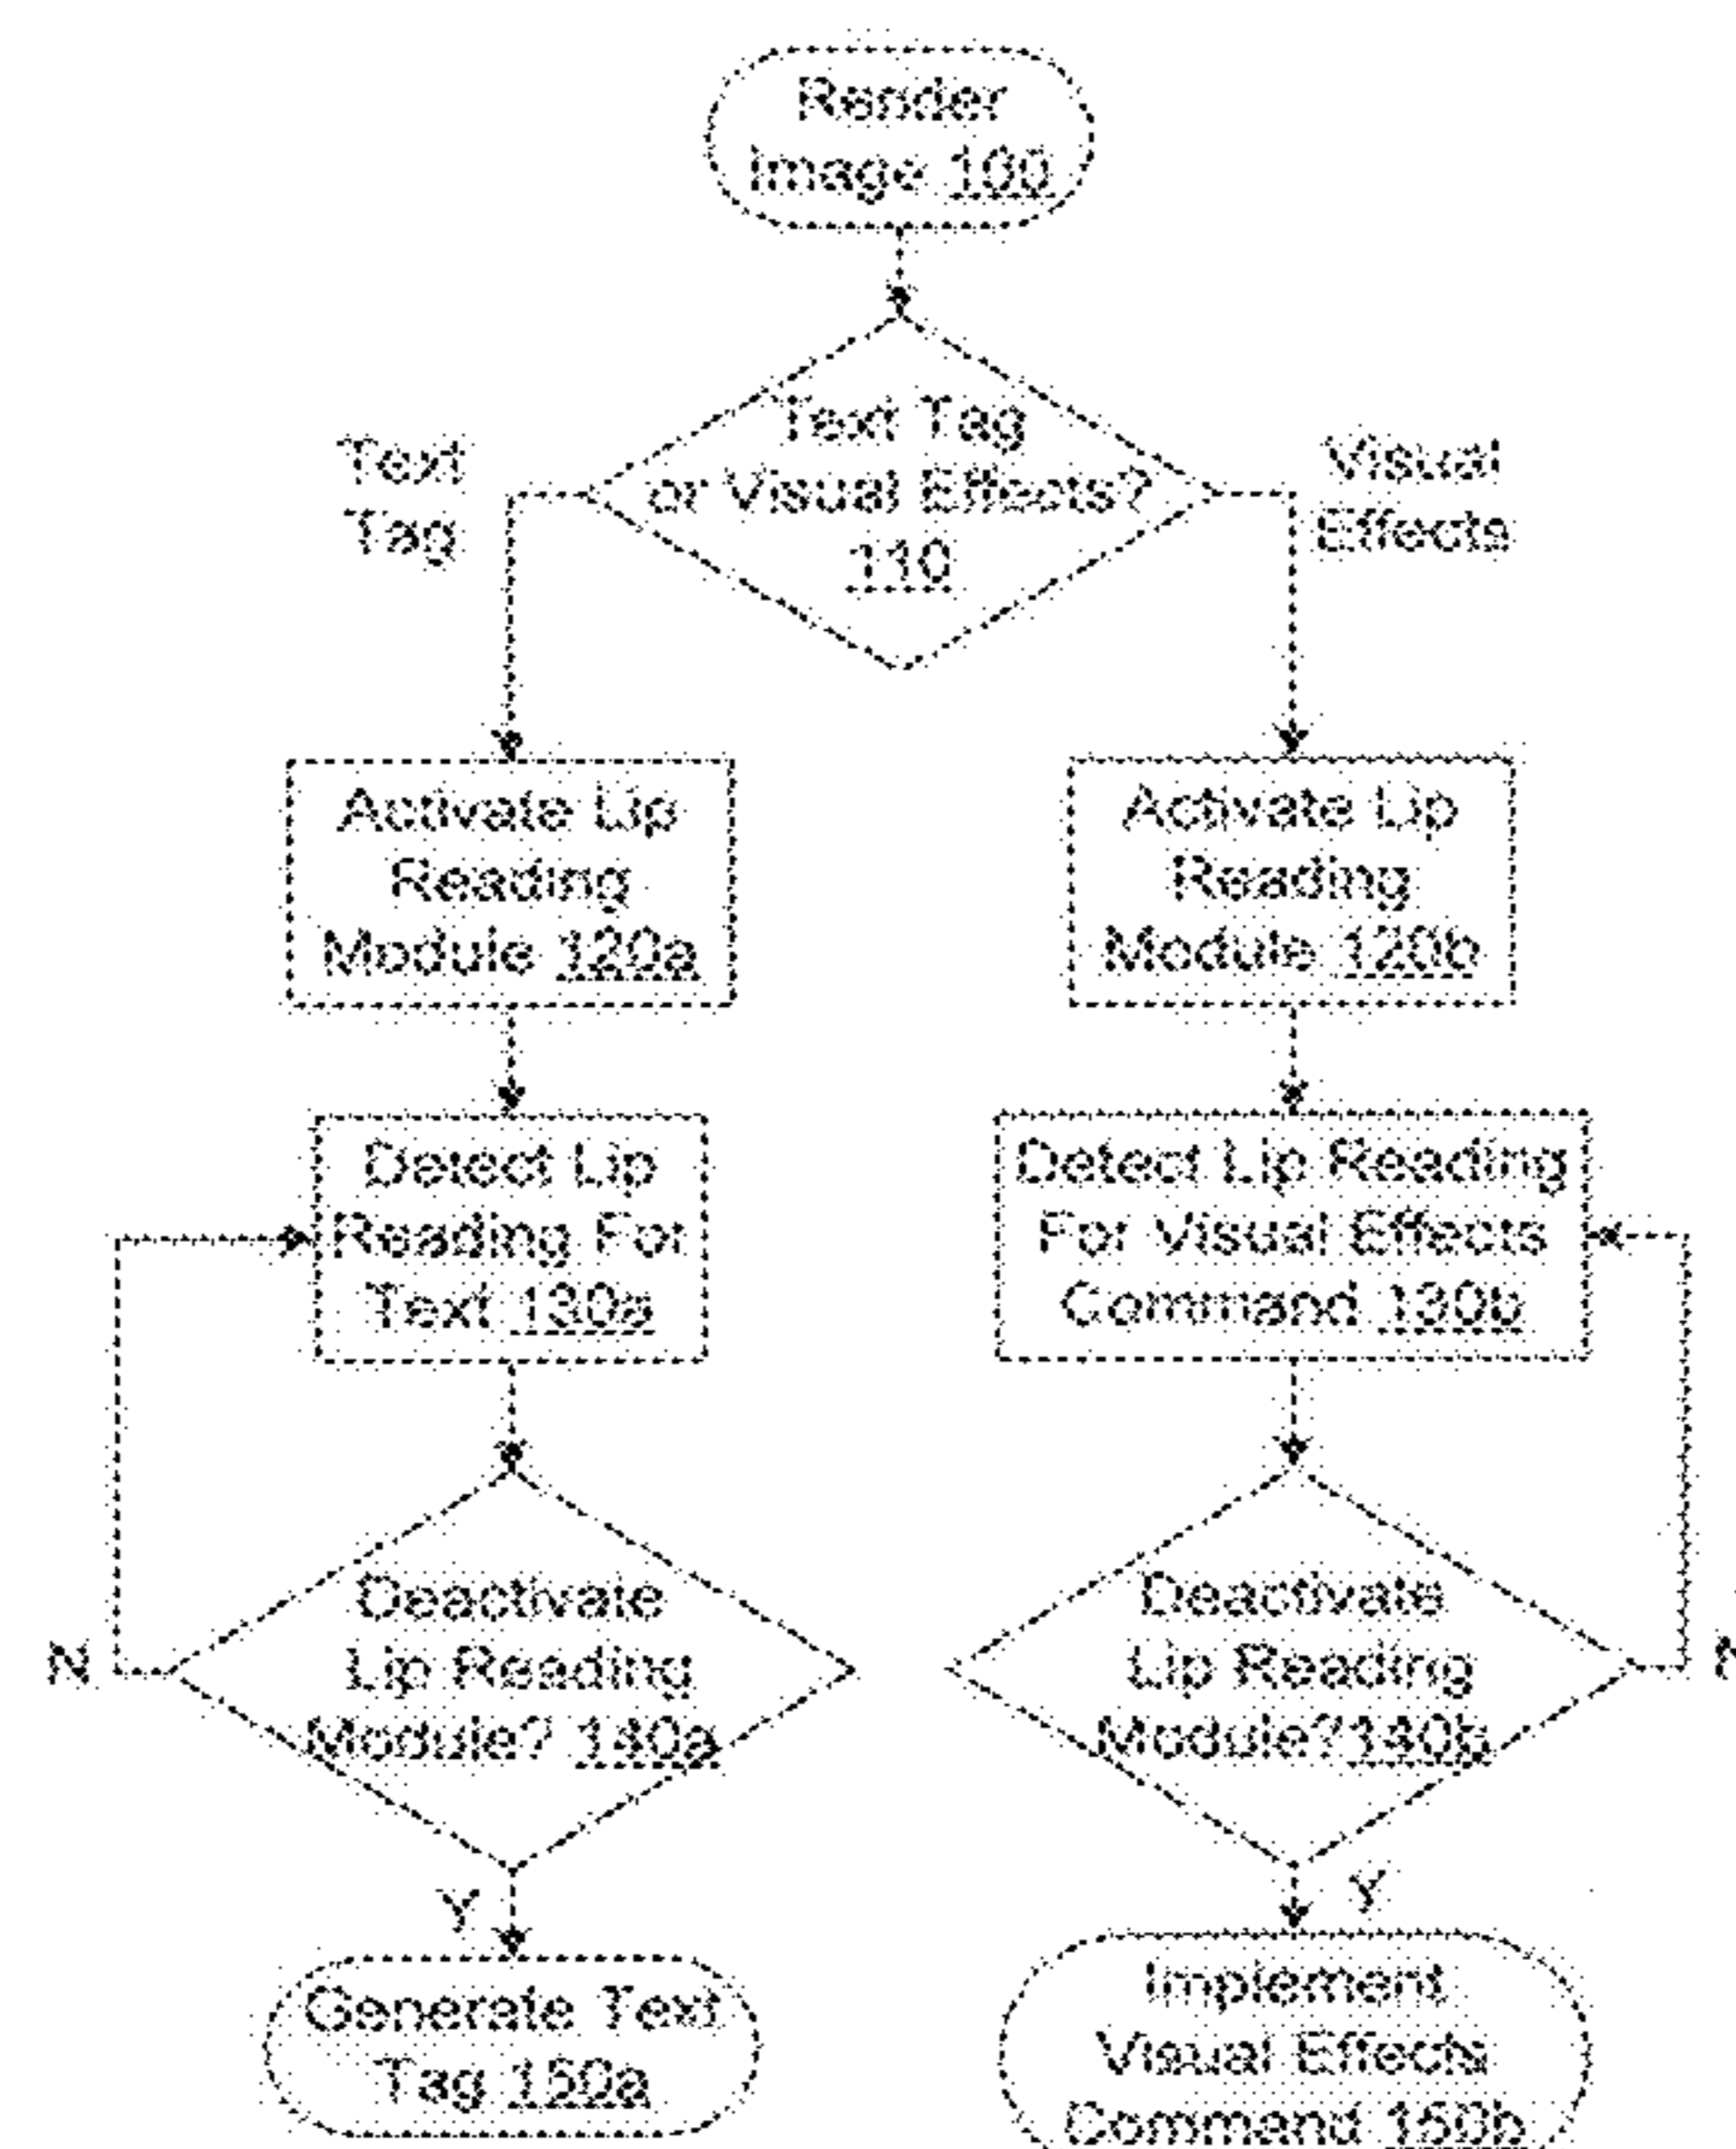 Render
Image 100
Text Tag
or Visual Effects?
110
Text
Tag
Visual
Effects
Activate Lip
Reading
Module 120a
Activate Lip
Reading
Module 120b
Detect Lip
Reading For
Text 130a
Detect Lip Reading
For Visual Effects
Command 130b
Deactivate
Lip Reading
Module? 140a
N
Deactivate
Lip Reading
Module?140b
N
Y
Y
Generate Text
Tag 150a
Implement
Visual Effects
Command 150b